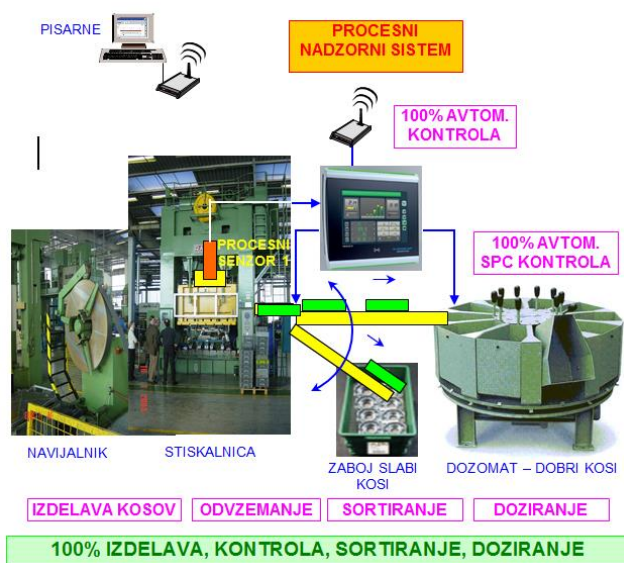 PISARNE
PROCESNI
NADZORNI SISTEM
100% AVTOM.
KONTROLA
PROCESNI
SENZOR 1
100% AVTOM.
SPC KONTROLA
NAVIJALNIK
STISKALNICA
ZABOJ SLABI
KOSI
DOZOMAT – DOBRI KOSI
IZDELAVA KOSOV
ODVZEMANJE
SORTIRANJE
DOZIRANJE
100% IZDELAVA, KONTROLA, SORTIRANJE, DOZIRANJE